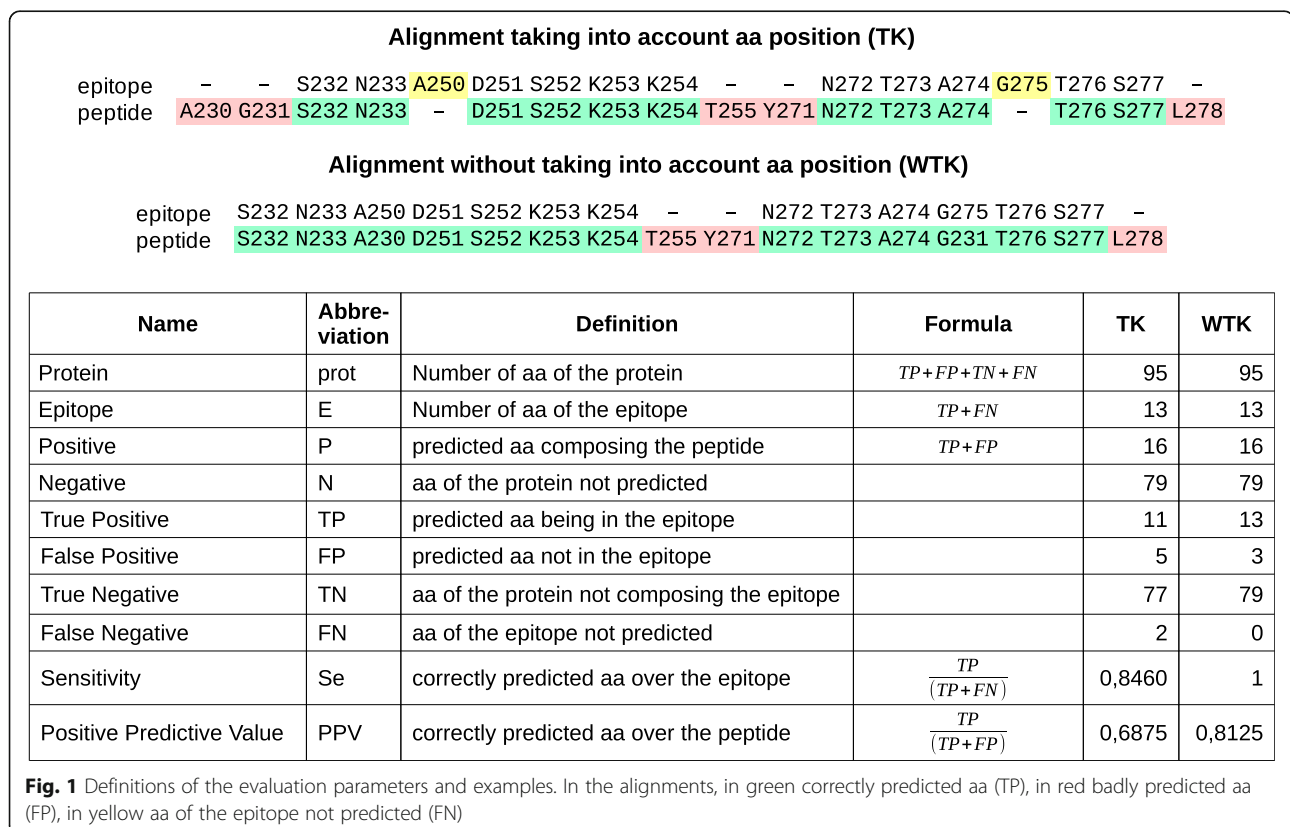 Alignment taking into account aa position (TK)
epitope – – S232 N233 A250 D251 S252 K253 K254 – – N272 T273 A274 G275 T276 S277 –
peptide A230 G231 S232 N233 – D251 S252 K253 K254 T255 Y271 N272 T273 A274 – T276 S277 L278
Alignment without taking into account aa position (WTK)
epitope S232 N233 A250 D251 S252 K253 K254 – – N272 T273 A274 G275 T276 S277 –
peptide S232 N233 A230 D251 S252 K253 K254 T255 Y271 N272 T273 A274 G231 T276 S277 L278
Name Abbre-
viation Definition Formula TK WTK
Protein prot Number of aa of the protein TP+FP+TN+FN 95 95
Epitope E Number of aa of the epitope TP+FN 13 13
Positive P predicted aa composing the peptide TP+FP 16 16
Negative N aa of the protein not predicted 79 79
True Positive TP predicted aa being in the epitope 11 13
False Positive FP predicted aa not in the epitope 5 3
True Negative TN aa of the protein not composing the epitope 77 79
False Negative FN aa of the epitope not predicted 2 0
Sensitivity Se correctly predicted aa over the epitope TP/(TP+FN) 0,8460 1
Positive Predictive Value PPV correctly predicted aa over the peptide TP/(TP+FP) 0,6875 0,8125
Fig. 1 Definitions of the evaluation parameters and examples. In the alignments, in green correctly predicted aa (TP), in red badly predicted aa
(FP), in yellow aa of the epitope not predicted (FN)